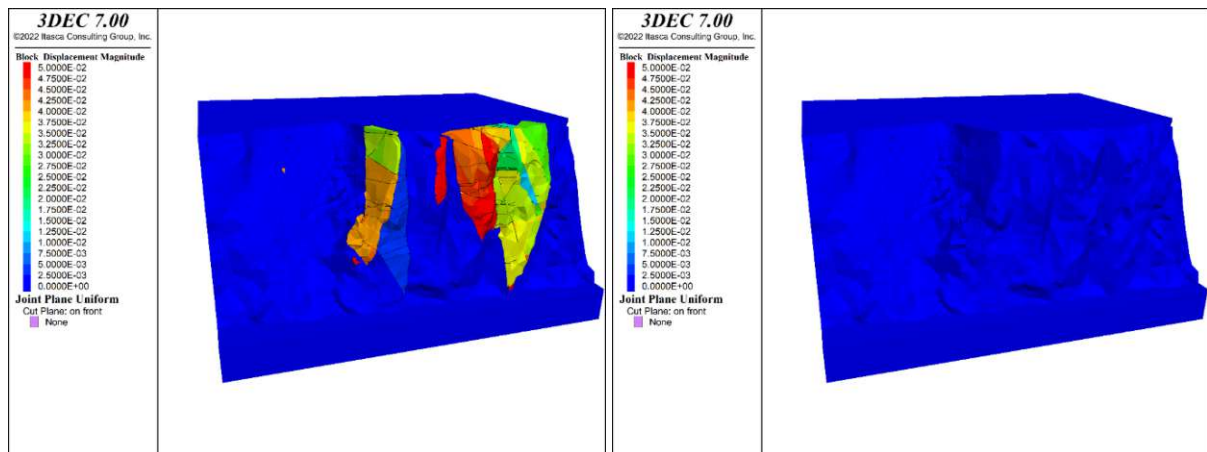 3DEC 7.00
©2022 Itasca Consulting Group, Inc.
Block Displacement Magnitude
5.0000E-02
4.7500E-02
4.5000E-02
4.2500E-02
4.0000E-02
3.7500E-02
3.5000E-02
3.2500E-02
3.0000E-02
2.7500E-02
2.5000E-02
2.2500E-02
2.0000E-02
1.7500E-02
1.5000E-02
1.2500E-02
1.0000E-02
7.5000E-03
5.0000E-03
2.5000E-03
0.0000E+00
Joint Plane Uniform
Cut Plane: on front
None
3DEC 7.00
©2022 Itasca Consulting Group, Inc.
Block Displacement Magnitude
5.0000E-02
4.7500E-02
4.5000E-02
4.2500E-02
4.0000E-02
3.7500E-02
3.5000E-02
3.2500E-02
3.0000E-02
2.7500E-02
2.5000E-02
2.2500E-02
2.0000E-02
1.7500E-02
1.5000E-02
1.2500E-02
1.0000E-02
7.5000E-03
5.0000E-03
2.5000E-03
0.0000E+00
Joint Plane Uniform
Cut Plane: on front
None